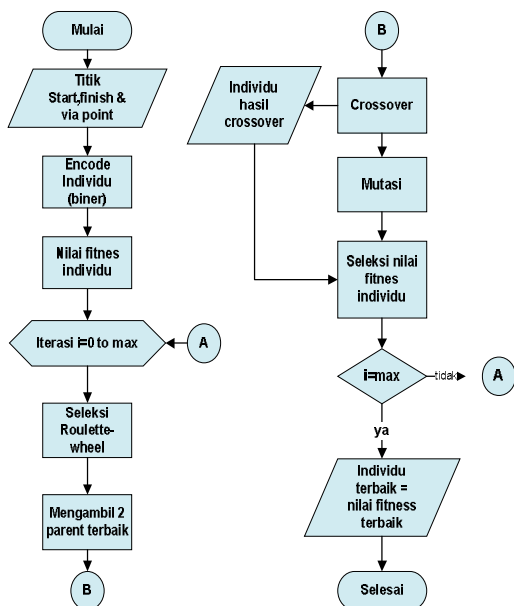 Mulai
Titik
Start,finish &
via point
Encode
Individu
(biner)
Nilai fitnes
individu
Iterasi i=0 to max
A
Seleksi
Roulette-
wheel
Mengambil 2
parent terbaik
B
B
Individu
hasil
crossover
Crossover
Mutasi
Seleksi nilai
fitnes
individu
i=max
tidak
A
ya
Individu
terbaik =
nilai fitness
terbaik
Selesai